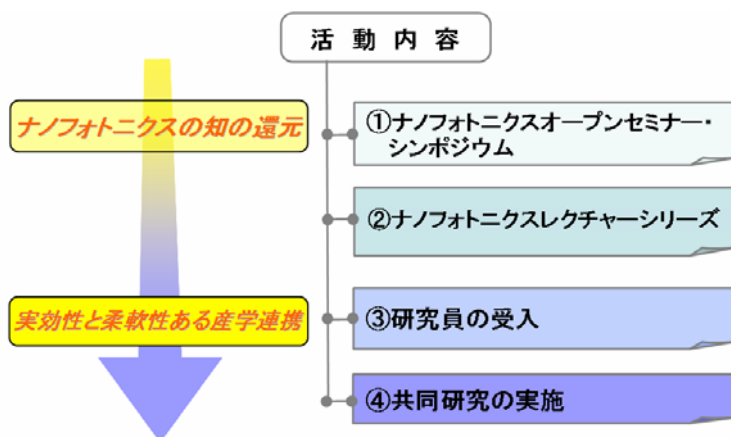 活動内容
ナノフォトニクスの知の還元
①ナノフォトニクスオープンセミナー・
シンポジウム
②ナノフォトニクスレクチャーシリーズ
実効性と柔軟性ある産学連携
③研究員の受入
④共同研究の実施